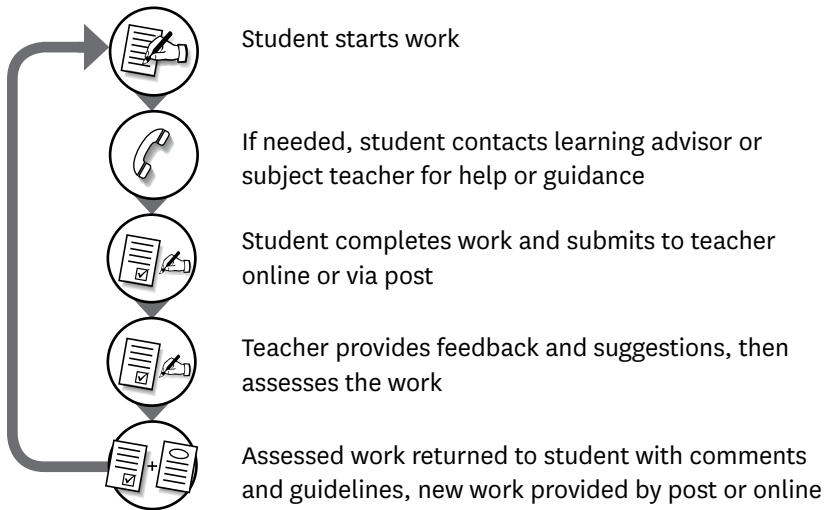 Student starts work
If needed, student contacts learning advisor or
subject teacher for help or guidance
Student completes work and submits to teacher
online or via post
Teacher provides feedback and suggestions, then
assesses the work
Assessed work returned to student with comments
and guidelines, new work provided by post or online